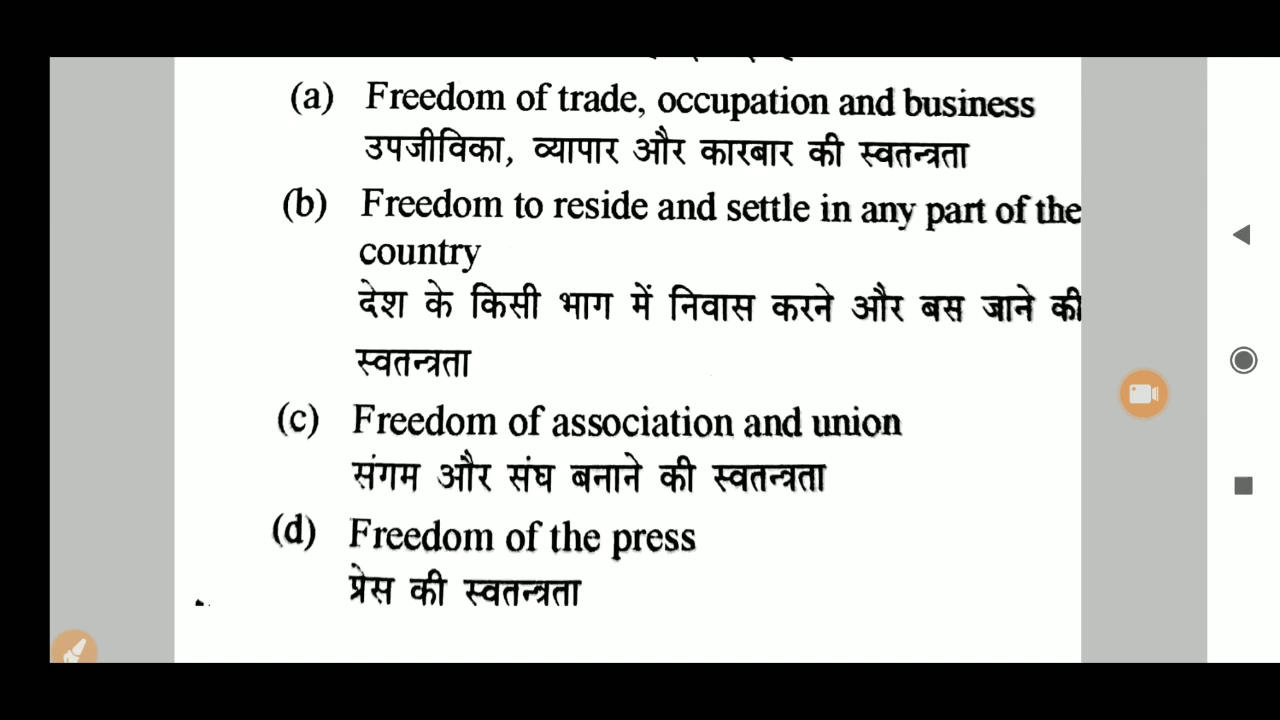 (a) Freedom of trade, occupation and business
उपजीविका, व्यापार और कारबार की स्वतन्त्रता
(b) Freedom to reside and settle in any part of the
country
देश के किसी भाग में निवास करने और बस जाने की
स्वतन्त्रता
(c) Freedom of association and union
संगम और संघ बनाने की स्वतन्त्रता
(d) Freedom of the press
प्रेस की स्वतन्त्रता